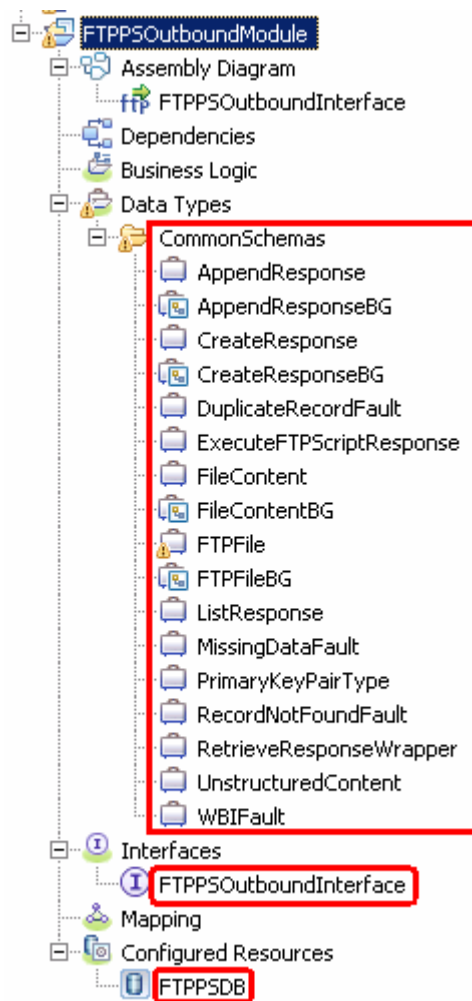 FTPPSOutboundModule
Assembly Diagram
ftp FTPPSOutboundInterface
Dependencies
Business Logic
Data Types
CommonSchemas
AppendResponse
AppendResponseBG
CreateResponse
CreateResponseBG
DuplicateRecordFault
ExecuteFTPScriptResponse
FileContent
FileContentBG
FTPFile
FTPFileBG
ListResponse
MissingDataFault
PrimaryKeyPairType
RecordNotFoundFault
RetrieveResponseWrapper
UnstructuredContent
WBIFault
Interfaces
FTPPSOutboundInterface
Mapping
Configured Resources
FTPPSDB